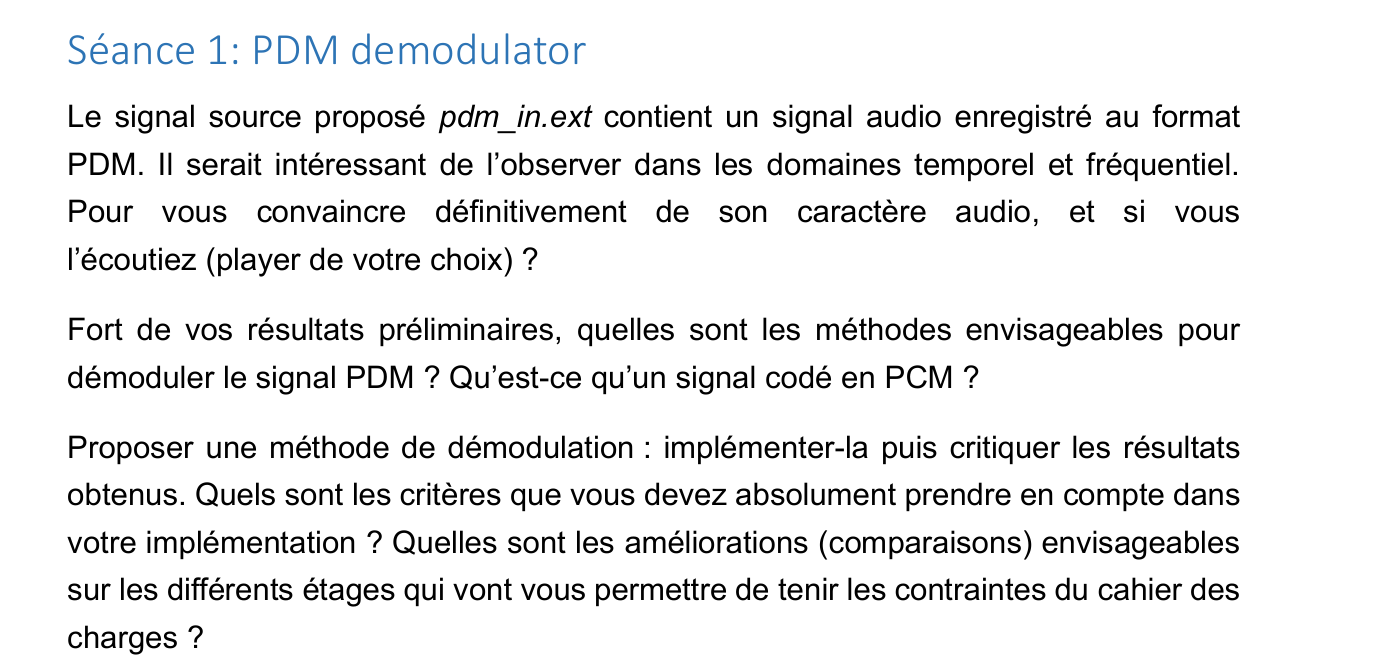 Séance 1: PDM demodulator
Le signal source proposé pdm_in.ext contient un signal audio enregistré au format
PDM. Il serait intéressant de l’observer dans les domaines temporel et fréquentiel.
Pour vous convaincre définitivement de son caractère audio, et si vous
l’écoutiez (player de votre choix) ?
Fort de vos résultats préliminaires, quelles sont les méthodes envisageables pour
démoduler le signal PDM ? Qu’est-ce qu’un signal codé en PCM ?
Proposer une méthode de démodulation : implémenter-la puis critiquer les résultats
obtenus. Quels sont les critères que vous devez absolument prendre en compte dans
votre implémentation ? Quelles sont les améliorations (comparaisons) envisageables
sur les différents étages qui vont vous permettre de tenir les contraintes du cahier des
charges ?